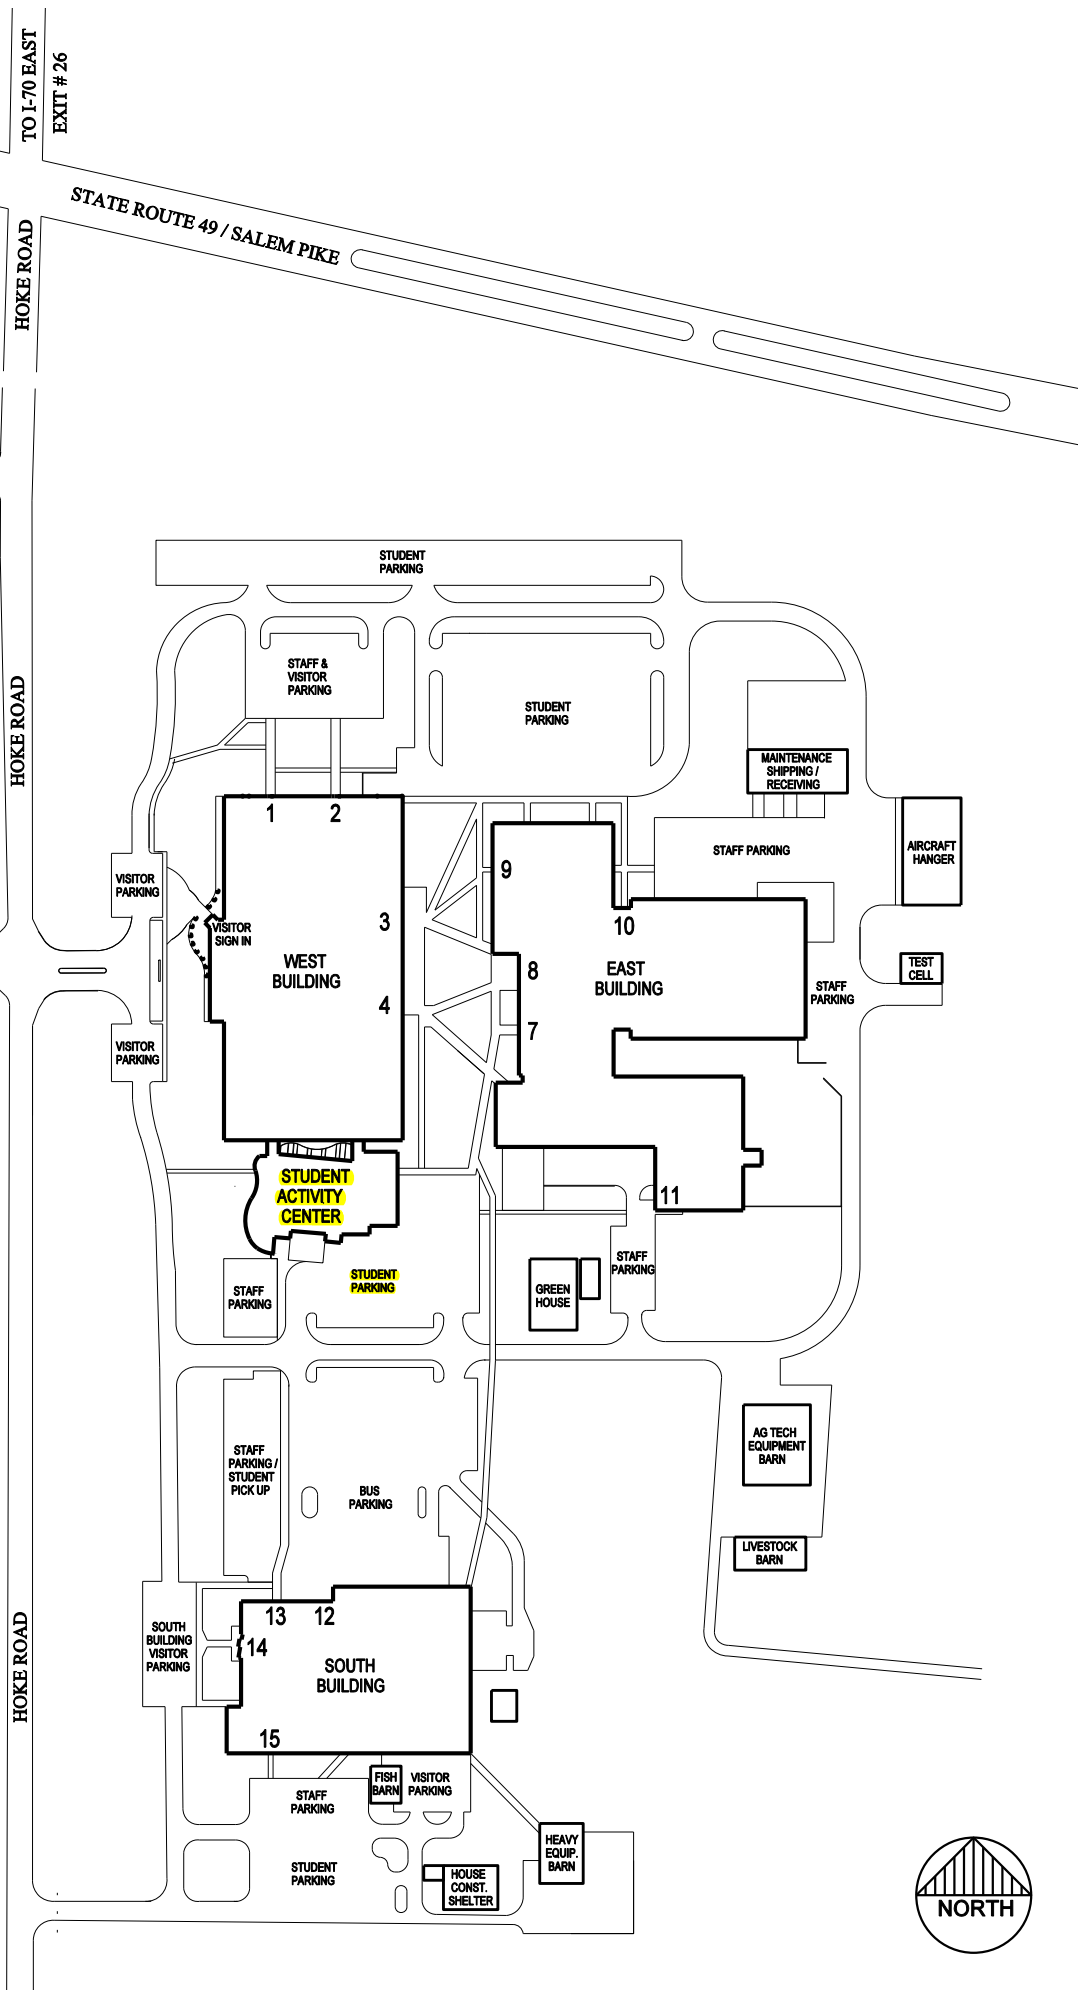 TO I-70 EAST
EXIT # 26
STATE ROUTE 49 / SALEM PIKE
HOKE ROAD
STUDENT
PARKING
STAFF &
VISITOR
PARKING
STUDENT
PARKING
HOKE ROAD
MAINTENANCE
SHIPPING /
RECEIVING
1
2
STAFF PARKING
AIRCRAFT
HANGER
VISITOR
PARKING
9
3
10
VISITOR
SIGN IN
WEST
BUILDING
8
EAST
BUILDING
TEST
CELL
STAFF
PARKING
4
7
VISITOR
PARKING
STUDENT
ACTIVITY
CENTER
11
STUDENT
PARKING
STAFF
PARKING
GREEN
HOUSE
STAFF
PARKING
AG TECH
EQUIPMENT
BARN
STAFF
PARKING /
STUDENT
PICK UP
BUS
PARKING
LIVESTOCK
BARN
HOKE ROAD
13
12
14
SOUTH
BUILDING
VISITOR
PARKING
SOUTH
BUILDING
15
STAFF
PARKING
FISH
BARN
VISITOR
PARKING
HEAVY
EQUIP.
BARN
STUDENT
PARKING
HOUSE
CONST.
SHELTER
NORTH